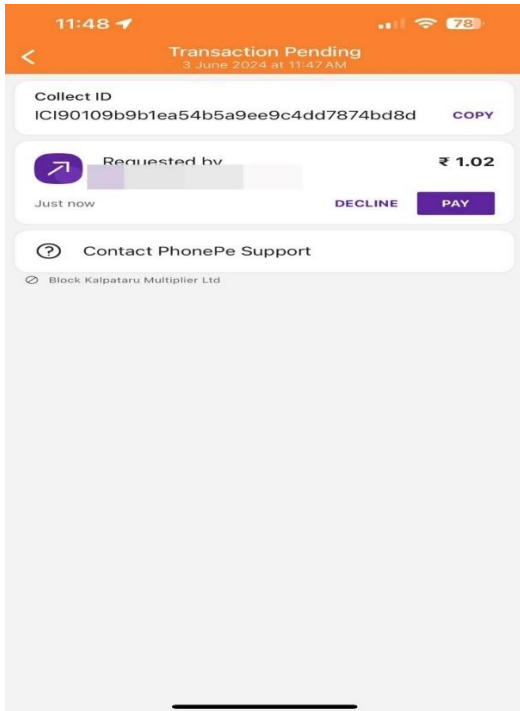 11:48
78
Transaction Pending
3 June 2024 at 11:47 AM
Collect ID
ICI90109b9b1ea54b5a9ee9c4dd7874bd8d COPY
Requested by ₹ 1.02
Just now DECLINE PAY
Contact PhonePe Support
Block Kalpataru Multiplier Ltd